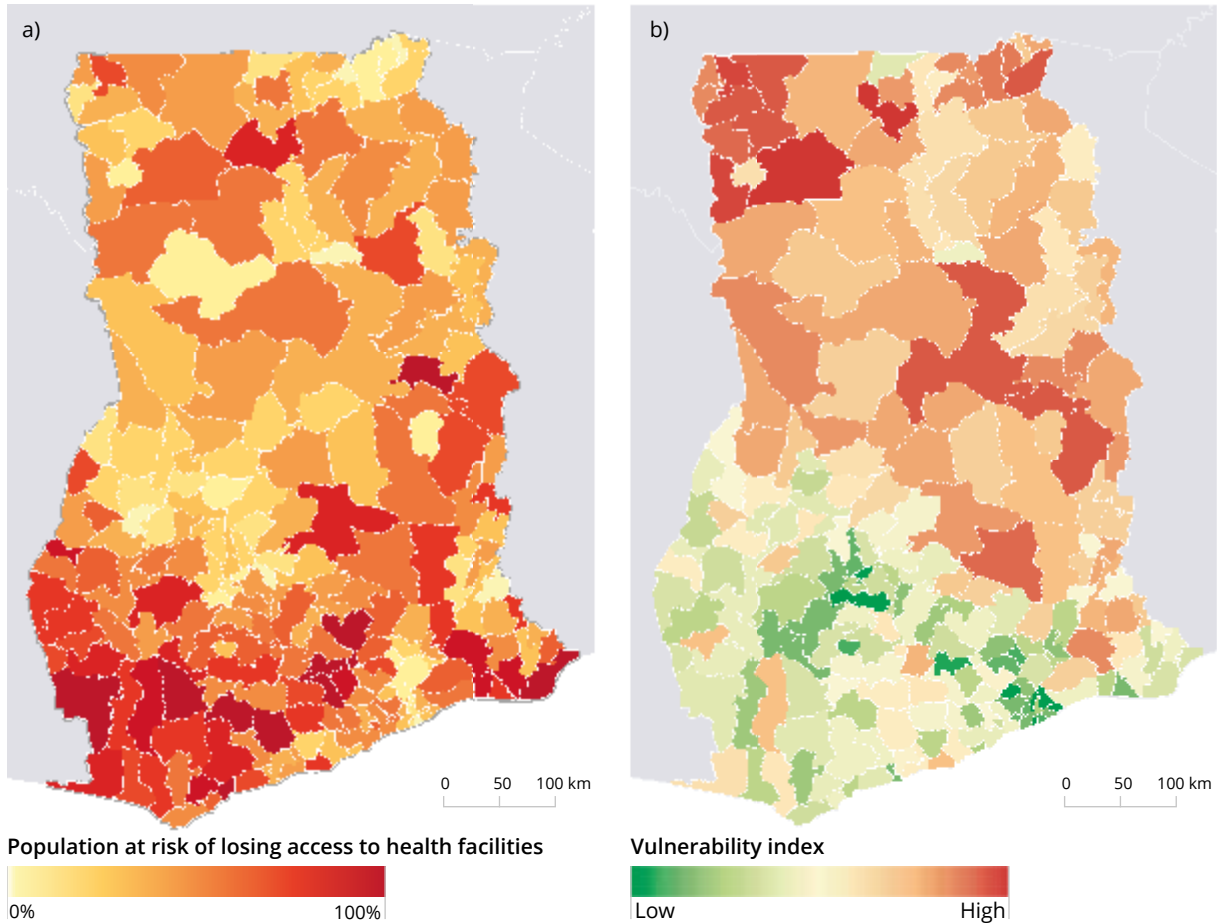 a)
b)
0 50 100 km
0 50 100 km
Population at risk of losing access to health facilities
0% 100%
Vulnerability index
Low High